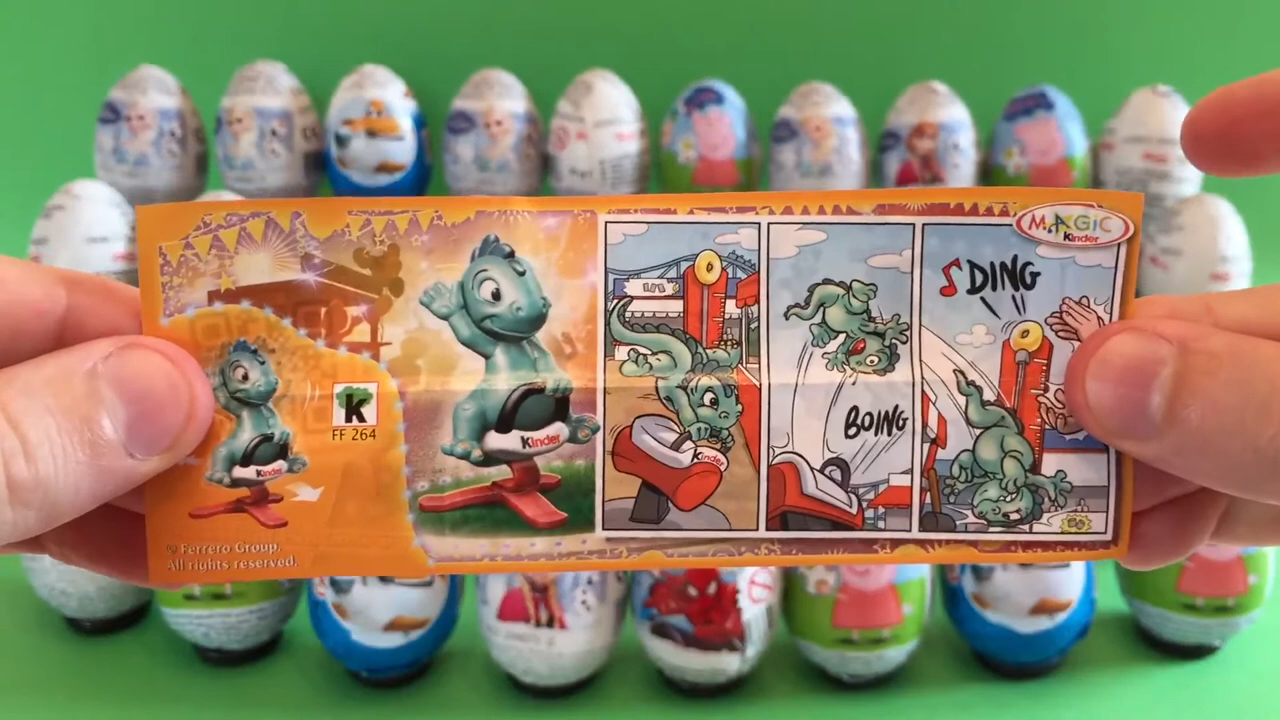 MAGiC
kinder
DING
k
FF 264
kinder
kinder
kinder
BOING
© Ferrero Group.
All rights reserved.